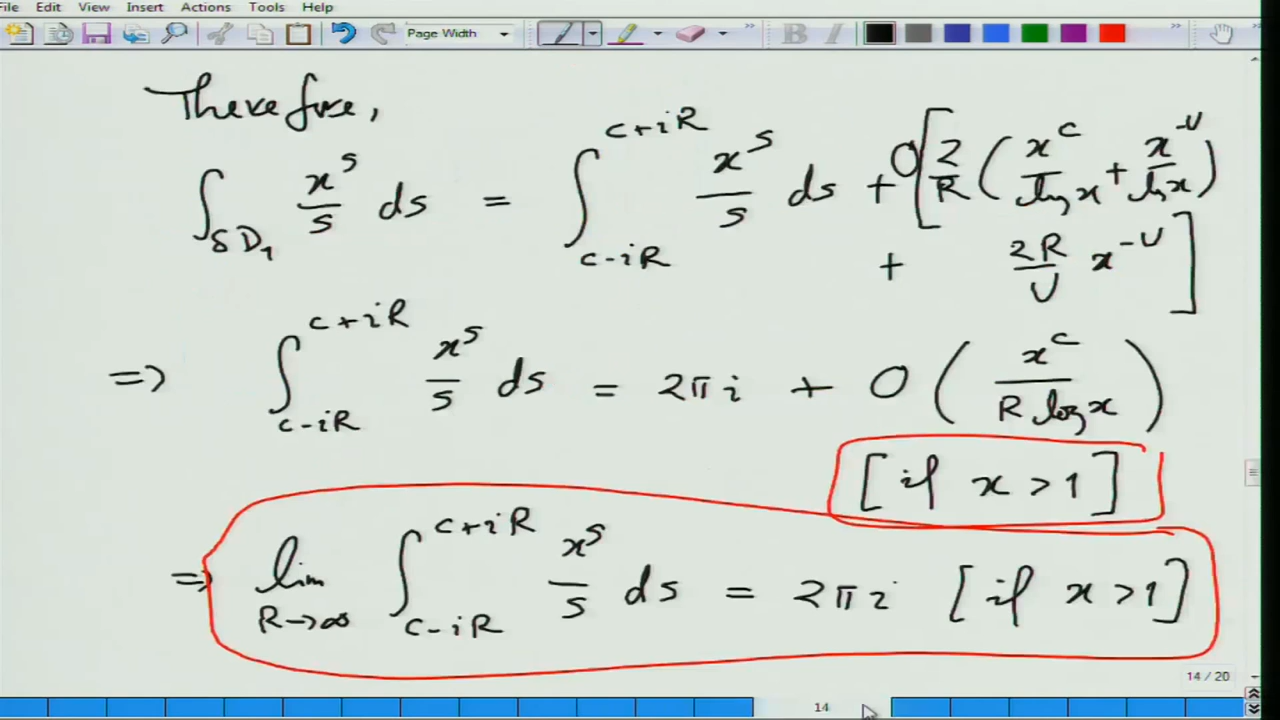 File Edit View Insert Actions Tools Help
Page Width
Therefore,
∫_{δD₁} x^s/s ds = ∫_{c-iR}^{c+iR} x^s/s ds + O[ 2/R ( x^c/log x + x^{-U}/log x )
+ 2R/U x^{-U} ]
=> ∫_{c-iR}^{c+iR} x^s/s ds = 2πi + O ( x^c / R log x )
[if x > 1]
=> lim_{R→∞} ∫_{c-iR}^{c+iR} x^s/s ds = 2πi [if x > 1]
14 / 20
14